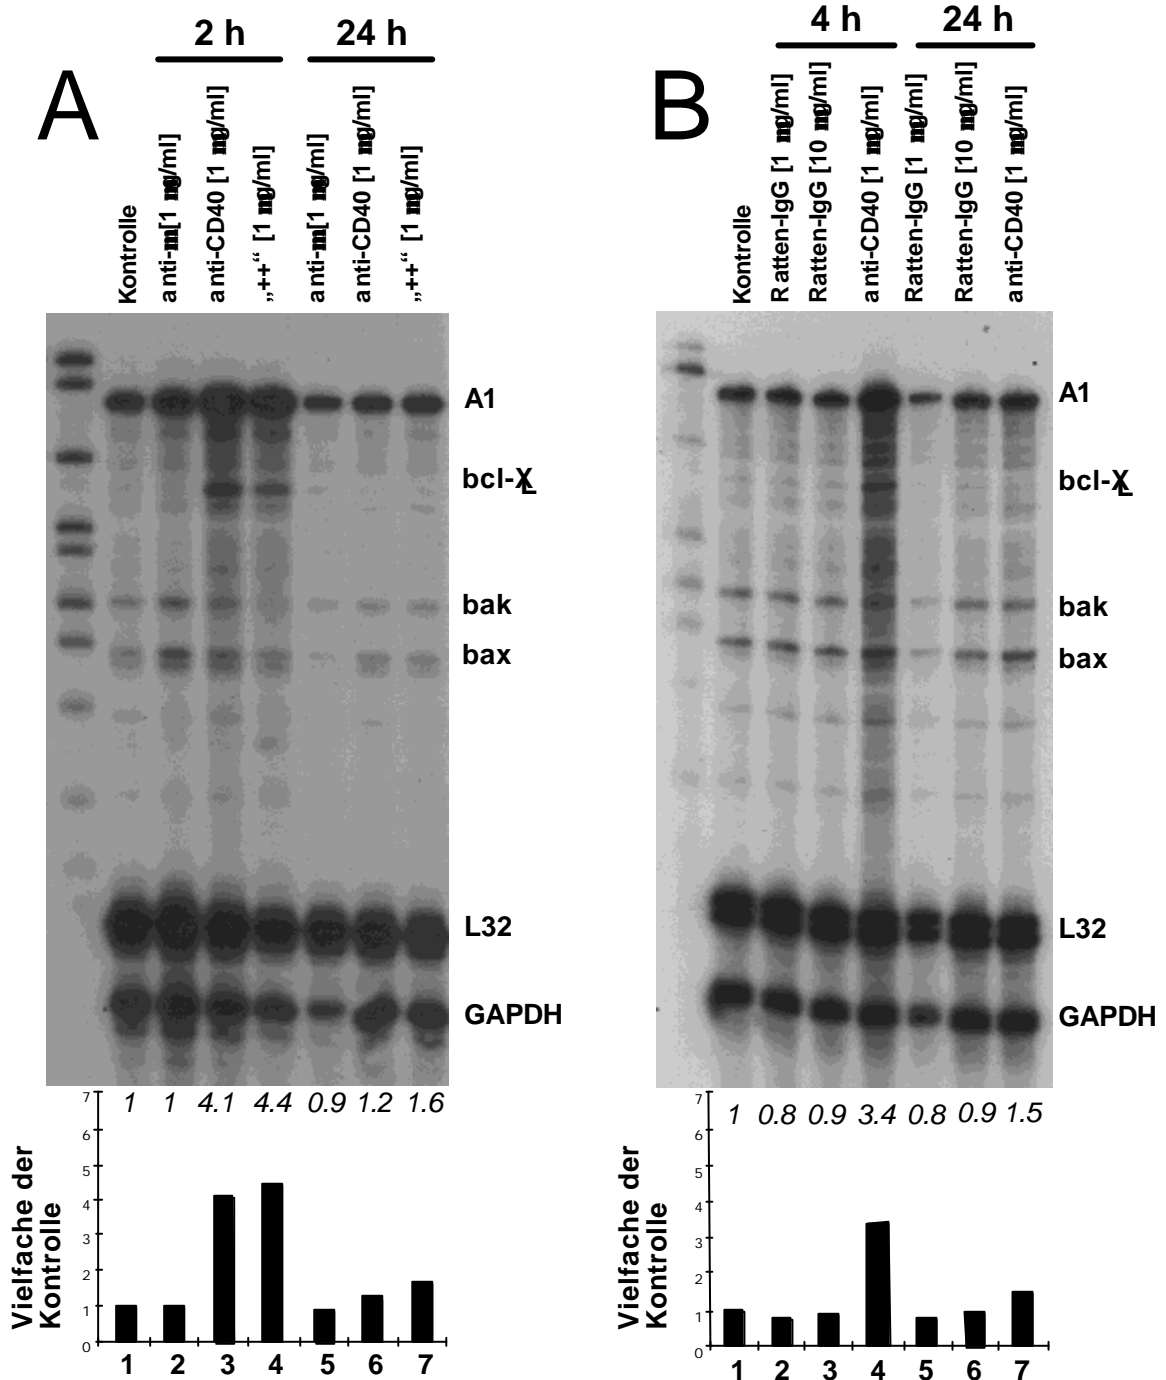 A
2 h
24 h
Kontrolle
anti-m[1 mg/ml]
anti-CD40 [1 mg/ml]
„++“ [1 mg/ml]
anti-m[1 mg/ml]
anti-CD40 [1 mg/ml]
„++“ [1 mg/ml]
A1
bcl-XL
bak
bax
L32
GAPDH
1 1 4.1 4.4 0.9 1.2 1.6
Vielfache der
Kontrolle
7
6
5
4
3
2
1
0
1 2 3 4 5 6 7
B
4 h
24 h
Kontrolle
Ratten-IgG [1 mg/ml]
Ratten-IgG [10 mg/ml]
anti-CD40 [1 mg/ml]
Ratten-IgG [1 mg/ml]
Ratten-IgG [10 mg/ml]
anti-CD40 [1 mg/ml]
A1
bcl-XL
bak
bax
L32
GAPDH
1 0.8 0.9 3.4 0.8 0.9 1.5
Vielfache der
Kontrolle
7
6
5
4
3
2
1
0
1 2 3 4 5 6 7